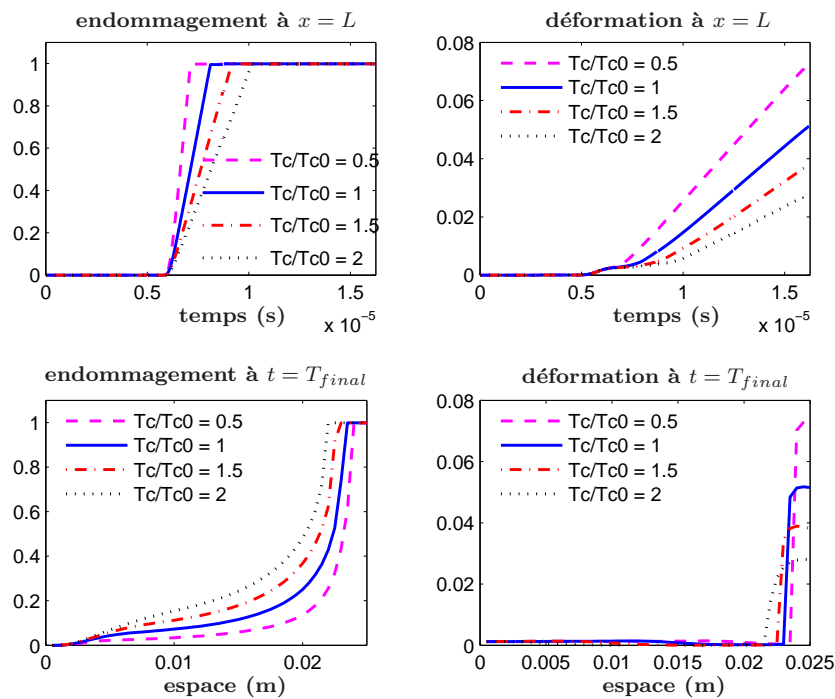 endommagement à x = L
1
0.8
0.6
0.4
0.2
0
Tc/Tc0 = 0.5
Tc/Tc0 = 1
Tc/Tc0 = 1.5
Tc/Tc0 = 2
0 0.5 1 1.5
temps (s)
x 10⁻⁵
déformation à x = L
0.08
0.06
0.04
0.02
0
Tc/Tc0 = 0.5
Tc/Tc0 = 1
Tc/Tc0 = 1.5
Tc/Tc0 = 2
0 0.5 1 1.5
temps (s)
x 10⁻⁵
endommagement à t = T_final
1
0.8
0.6
0.4
0.2
0
Tc/Tc0 = 0.5
Tc/Tc0 = 1
Tc/Tc0 = 1.5
Tc/Tc0 = 2
0.01 0.02
espace (m)
déformation à t = T_final
0.08
0.06
0.04
0.02
0
Tc/Tc0 = 0.5
Tc/Tc0 = 1
Tc/Tc0 = 1.5
Tc/Tc0 = 2
0 0.005 0.01 0.015 0.02 0.025
espace (m)